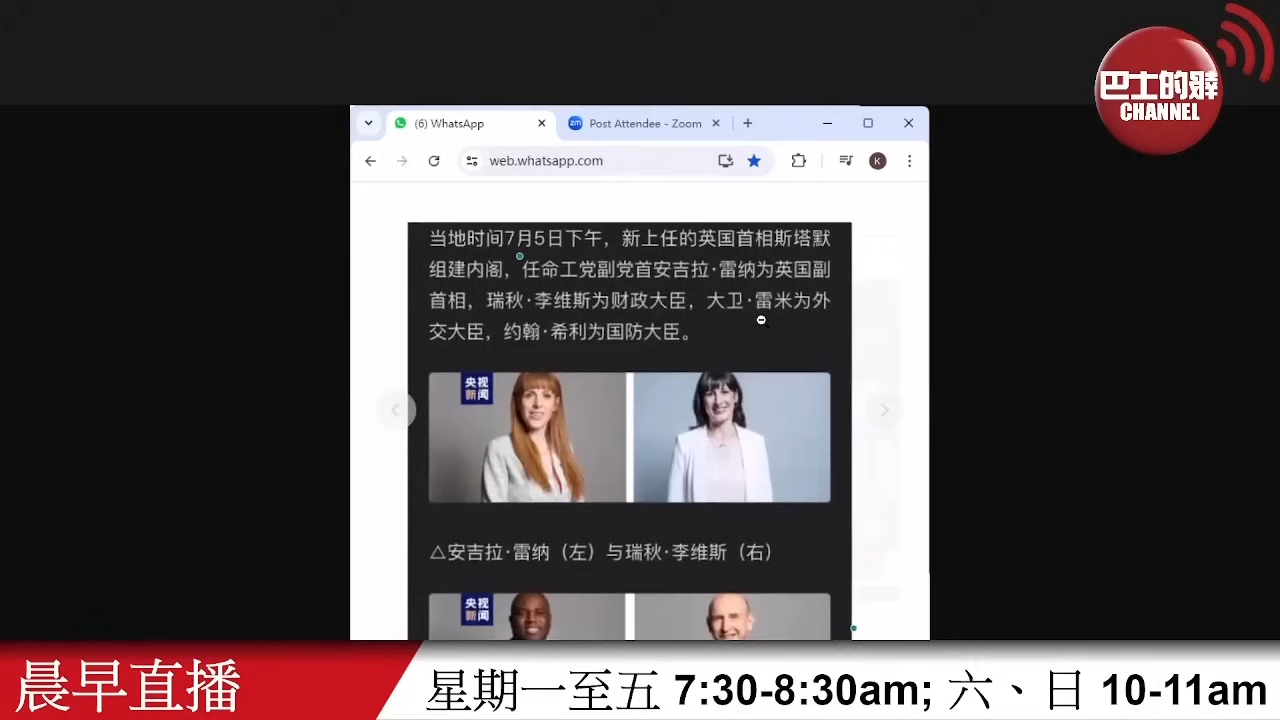 巴士的報
CHANNEL
(6) WhatsApp
zm
Post Attendee - Zoom
web.whatsapp.com
K
当地时间7月5日下午，新上任的英国首相斯塔默
组建内阁，任命工党副党首安吉拉·雷纳为英国副
首相，瑞秋·李维斯为财政大臣，大卫·雷米为外
交大臣，约翰·希利为国防大臣。
央视
新闻
△安吉拉·雷纳（左）与瑞秋·李维斯（右）
央视
新闻
晨早直播
星期一至五 7:30-8:30am; 六、日 10-11am